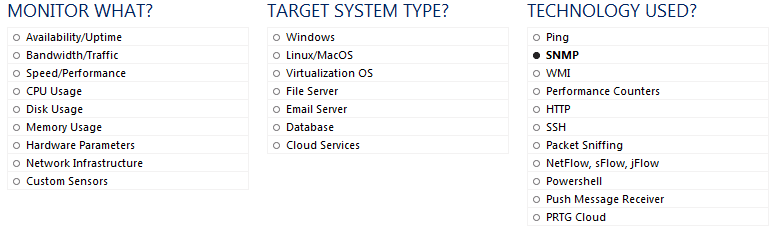 MONITOR WHAT?
Availability/Uptime
Bandwidth/Traffic
Speed/Performance
CPU Usage
Disk Usage
Memory Usage
Hardware Parameters
Network Infrastructure
Custom Sensors
TARGET SYSTEM TYPE?
Windows
Linux/MacOS
Virtualization OS
File Server
Email Server
Database
Cloud Services
TECHNOLOGY USED?
Ping
SNMP
WMI
Performance Counters
HTTP
SSH
Packet Sniffing
NetFlow, sFlow, jFlow
Powershell
Push Message Receiver
PRTG Cloud